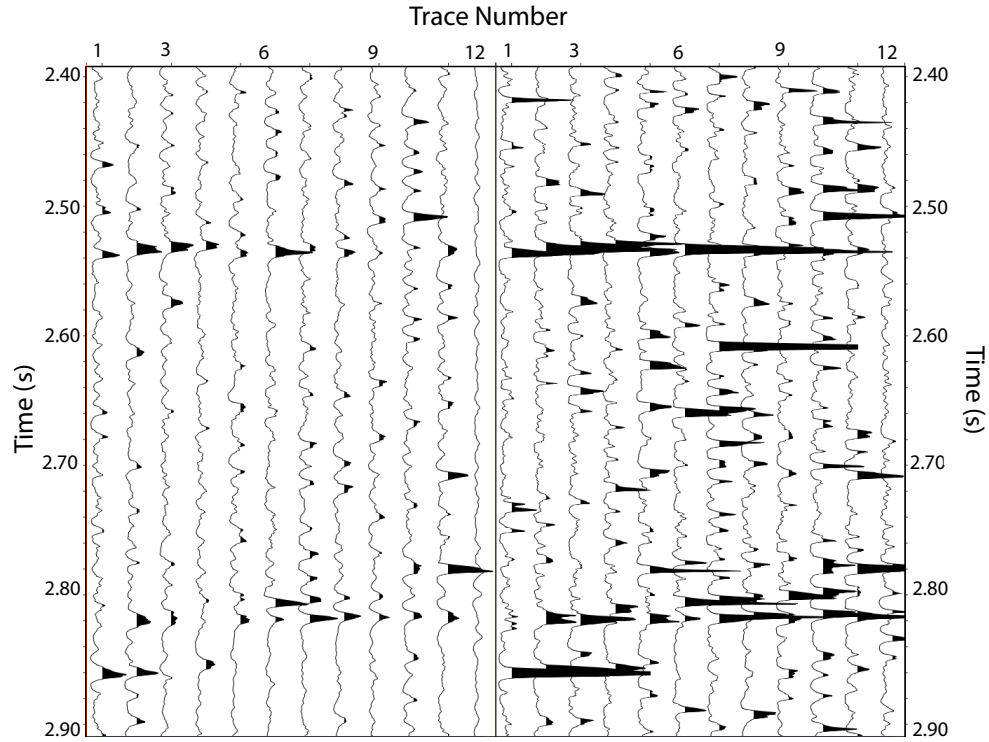 Trace Number
1 3 6 9 12 1 3 6 9 12
2.40 2.40
2.50 2.50
2.60 2.60
Time (s) Time (s)
2.70 2.70
2.80 2.80
2.90 2.90